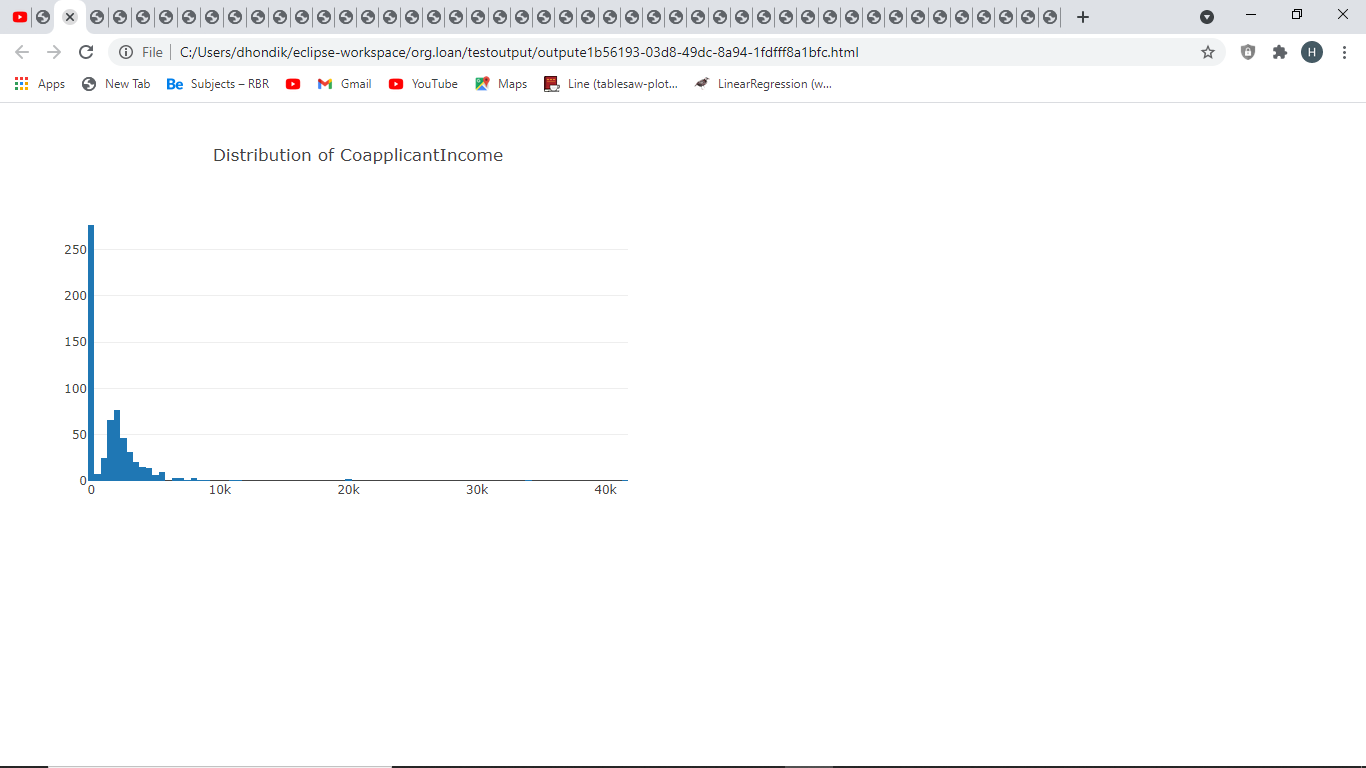 File
C:/Users/dhondik/eclipse-workspace/org.loan/testoutput/outpute1b56193-03d8-49dc-8a94-1fdfff8a1bfc.html
H
Apps
New Tab
Be Subjects – RBR
Gmail
YouTube
Maps
Line (tablesaw-plot...
LinearRegression (w...
Distribution of CoapplicantIncome
250
200
150
100
50
0
0 10k 20k 30k 40k